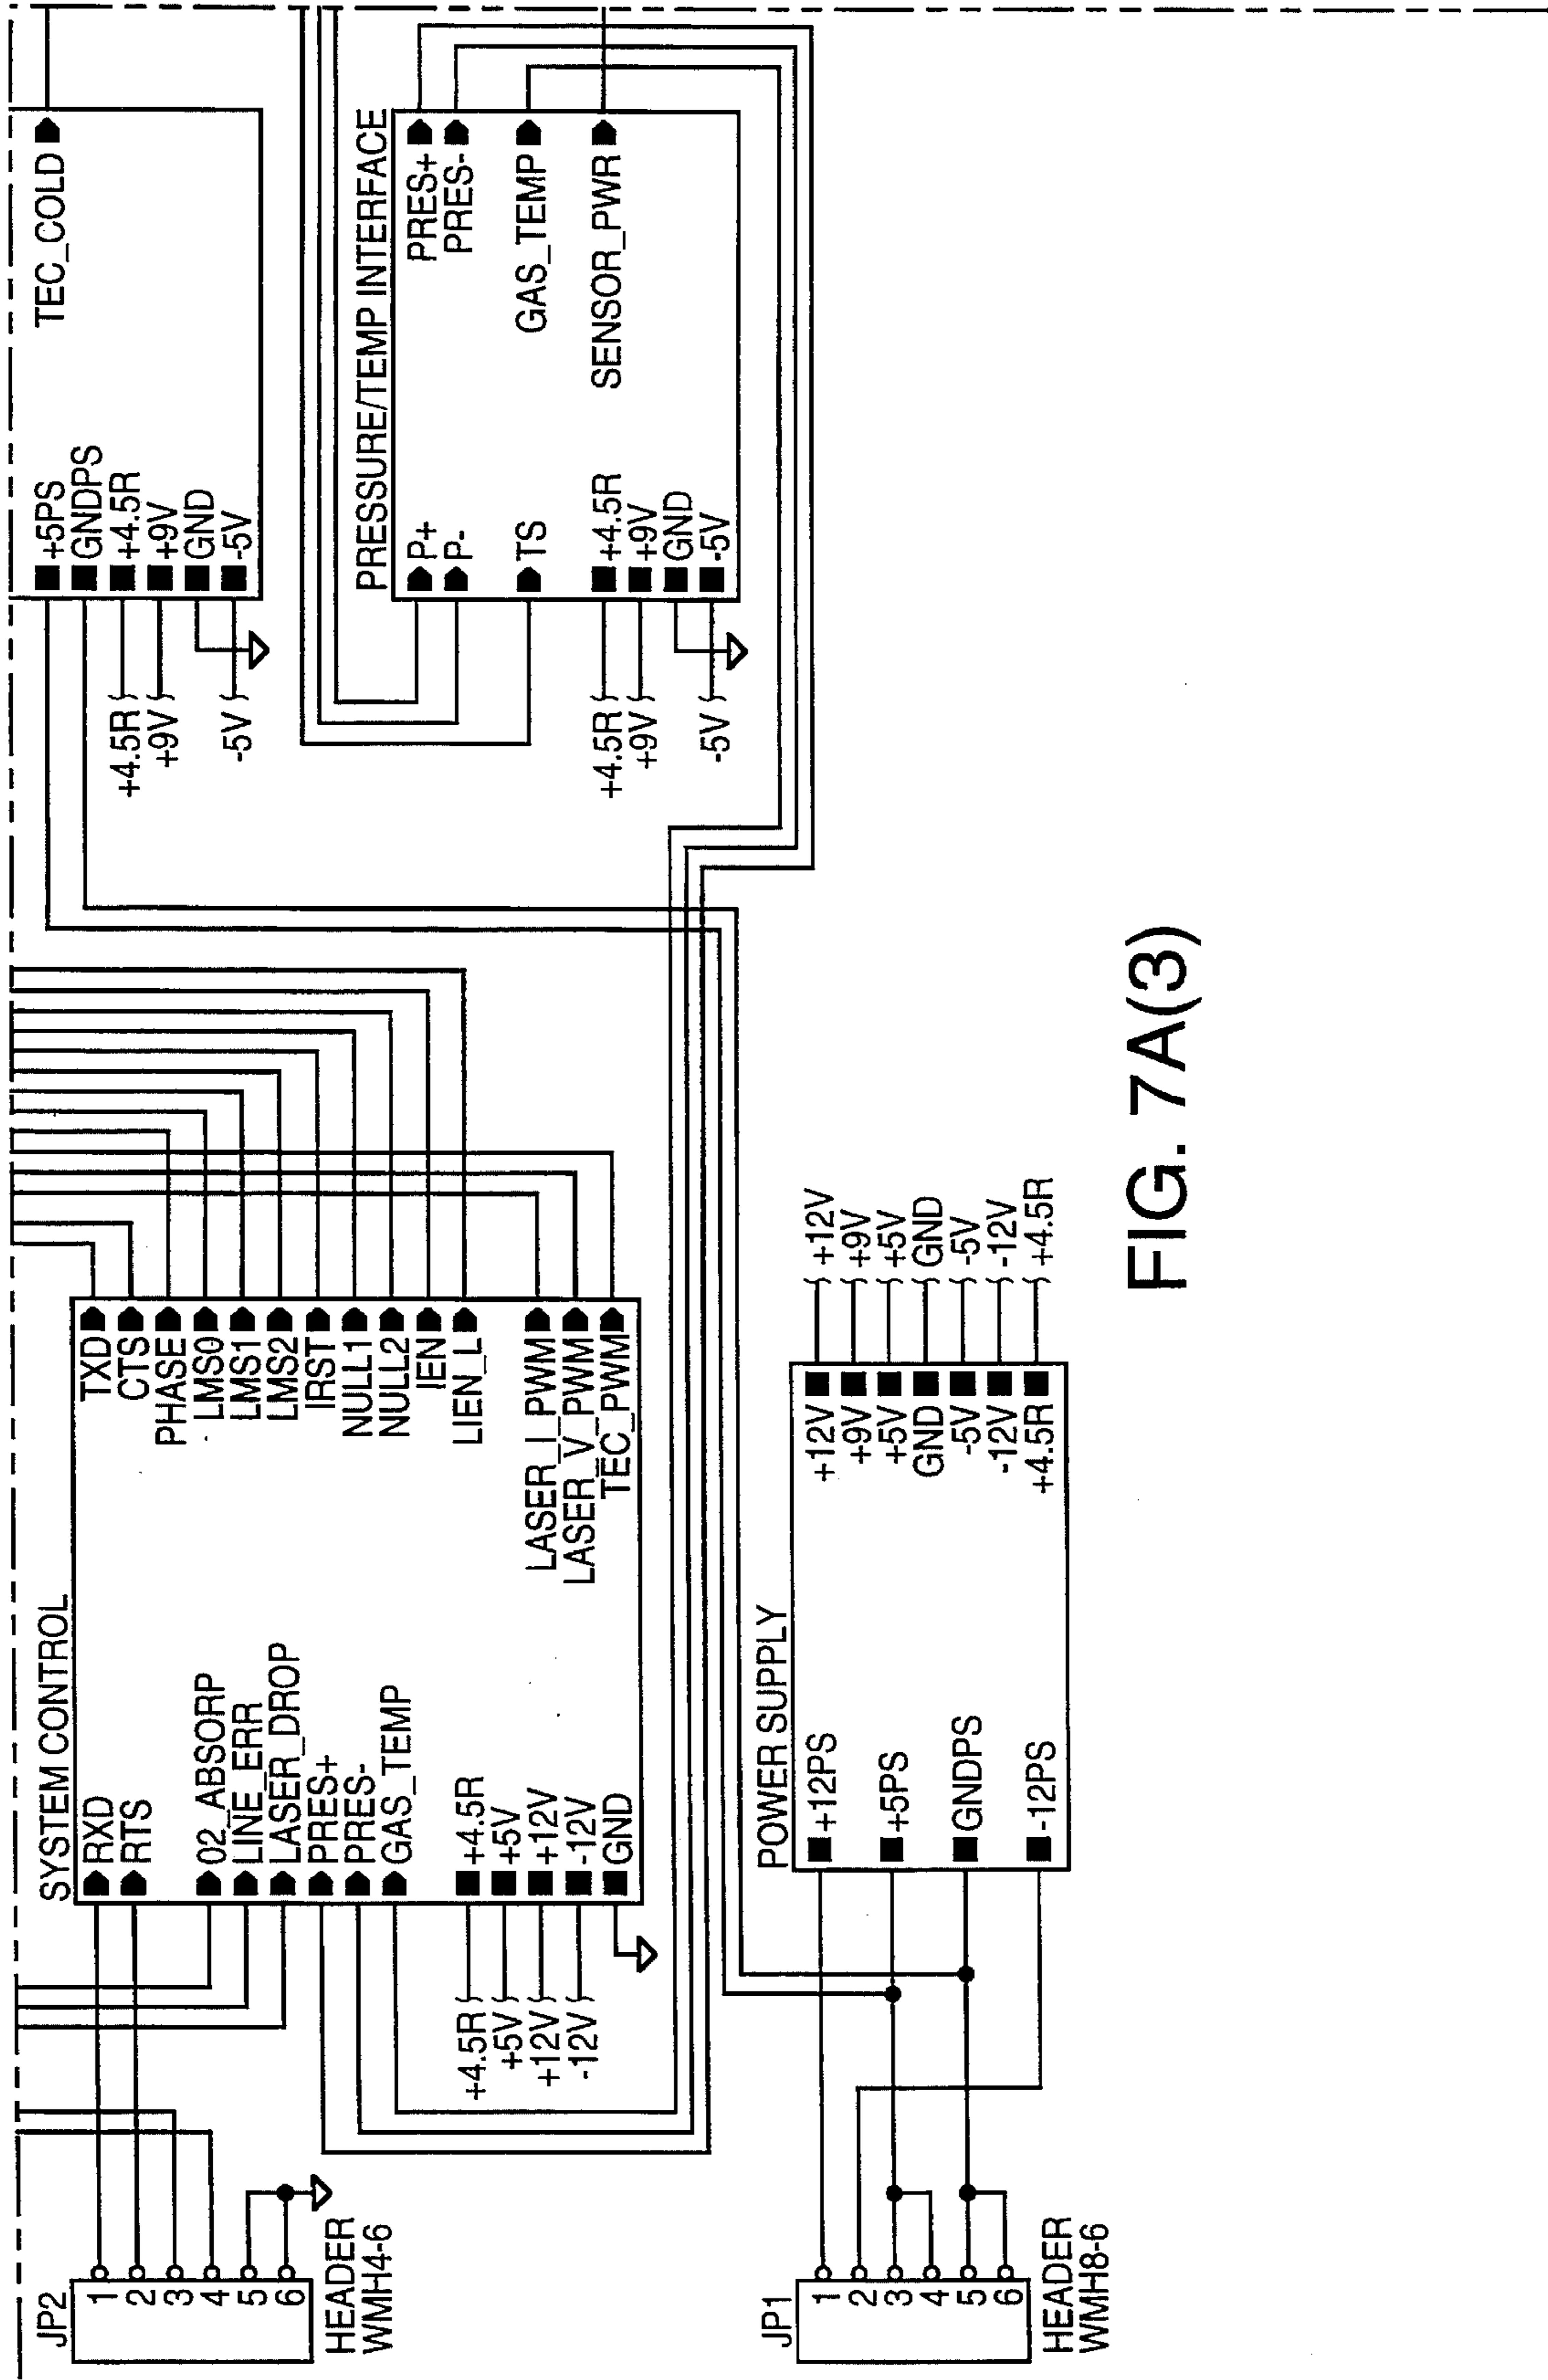 JP2
1
2
3
4
5
6
HEADER
WMH4-6
SYSTEM CONTROL
RXD
RTS
02_ABSORP
LINE_ERR
LASER_DROP
PRES+
PRES-
GAS_TEMP
+4.5R
+5V
+12V
-12V
GND
+4.5R
+5V
+12V
-12V
TXD
CTS
PHASE
LMS0
LMS1
LMS2
IRST
NULL1
NULL2
IEN
LIEN_L
LASER_I_PWM
LASER_V_PWM
TEC_PWM
+5PS
GNDPS
+4.5R
+9V
GND
-5V
+4.5R
+9V
-5V
TEC_COLD
PRESSURE/TEMP INTERFACE
P+
P-
TS
+4.5R
+9V
GND
-5V
+4.5R
+9V
-5V
PRES+
PRES-
GAS_TEMP
SENSOR_PWR
JP1
1
2
3
4
5
6
HEADER
WMH8-6
POWER SUPPLY
+12PS
+5PS
GNDPS
-12PS
+12V
+9V
+5V
GND
-5V
-12V
+4.5R
+12V
+9V
+5V
GND
-5V
-12V
+4.5R
FIG. 7A(3)